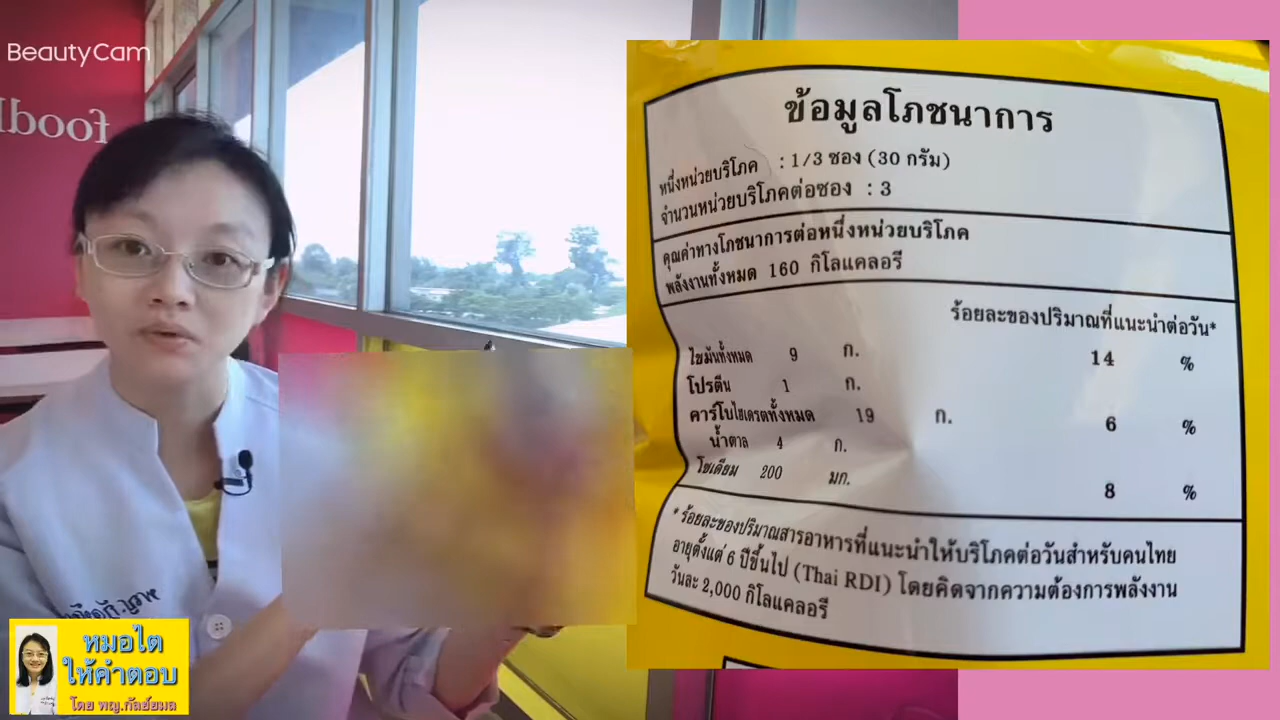 BeautyCam
foodl
ข้อมูลโภชนาการ
หนึ่งหน่วยบริโภค : 1/3 ซอง (30 กรัม)
จำนวนหน่วยบริโภคต่อซอง : 3
คุณค่าทางโภชนาการต่อหนึ่งหน่วยบริโภค
พลังงานทั้งหมด 160 กิโลแคลอรี
ร้อยละของปริมาณที่แนะนำต่อวัน*
ไขมันทั้งหมด 9 ก. 14 %
โปรตีน 1 ก.
คาร์โบไฮเดรตทั้งหมด 19 ก. 6 %
น้ำตาล 4 ก.
โซเดียม 200 มก. 8 %
* ร้อยละของปริมาณสารอาหารที่แนะนำให้บริโภคต่อวันสำหรับคนไทย
อายุตั้งแต่ 6 ปีขึ้นไป (Thai RDI) โดยคิดจากความต้องการพลังงาน
วันละ 2,000 กิโลแคลอรี
หมอไต
ให้คำตอบ
โดย พญ.กัลย์ยมล